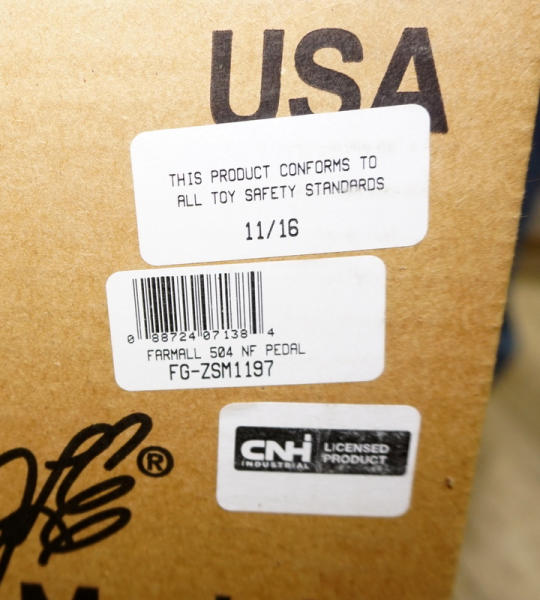 USA
THIS PRODUCT CONFORMS TO
ALL TOY SAFETY STANDARDS
11/16
0 88724 07138 4
FARMALL 504 NF PEDAL
FG-ZSM1197
CNH
INDUSTRIAL
LICENSED
PRODUCT
®